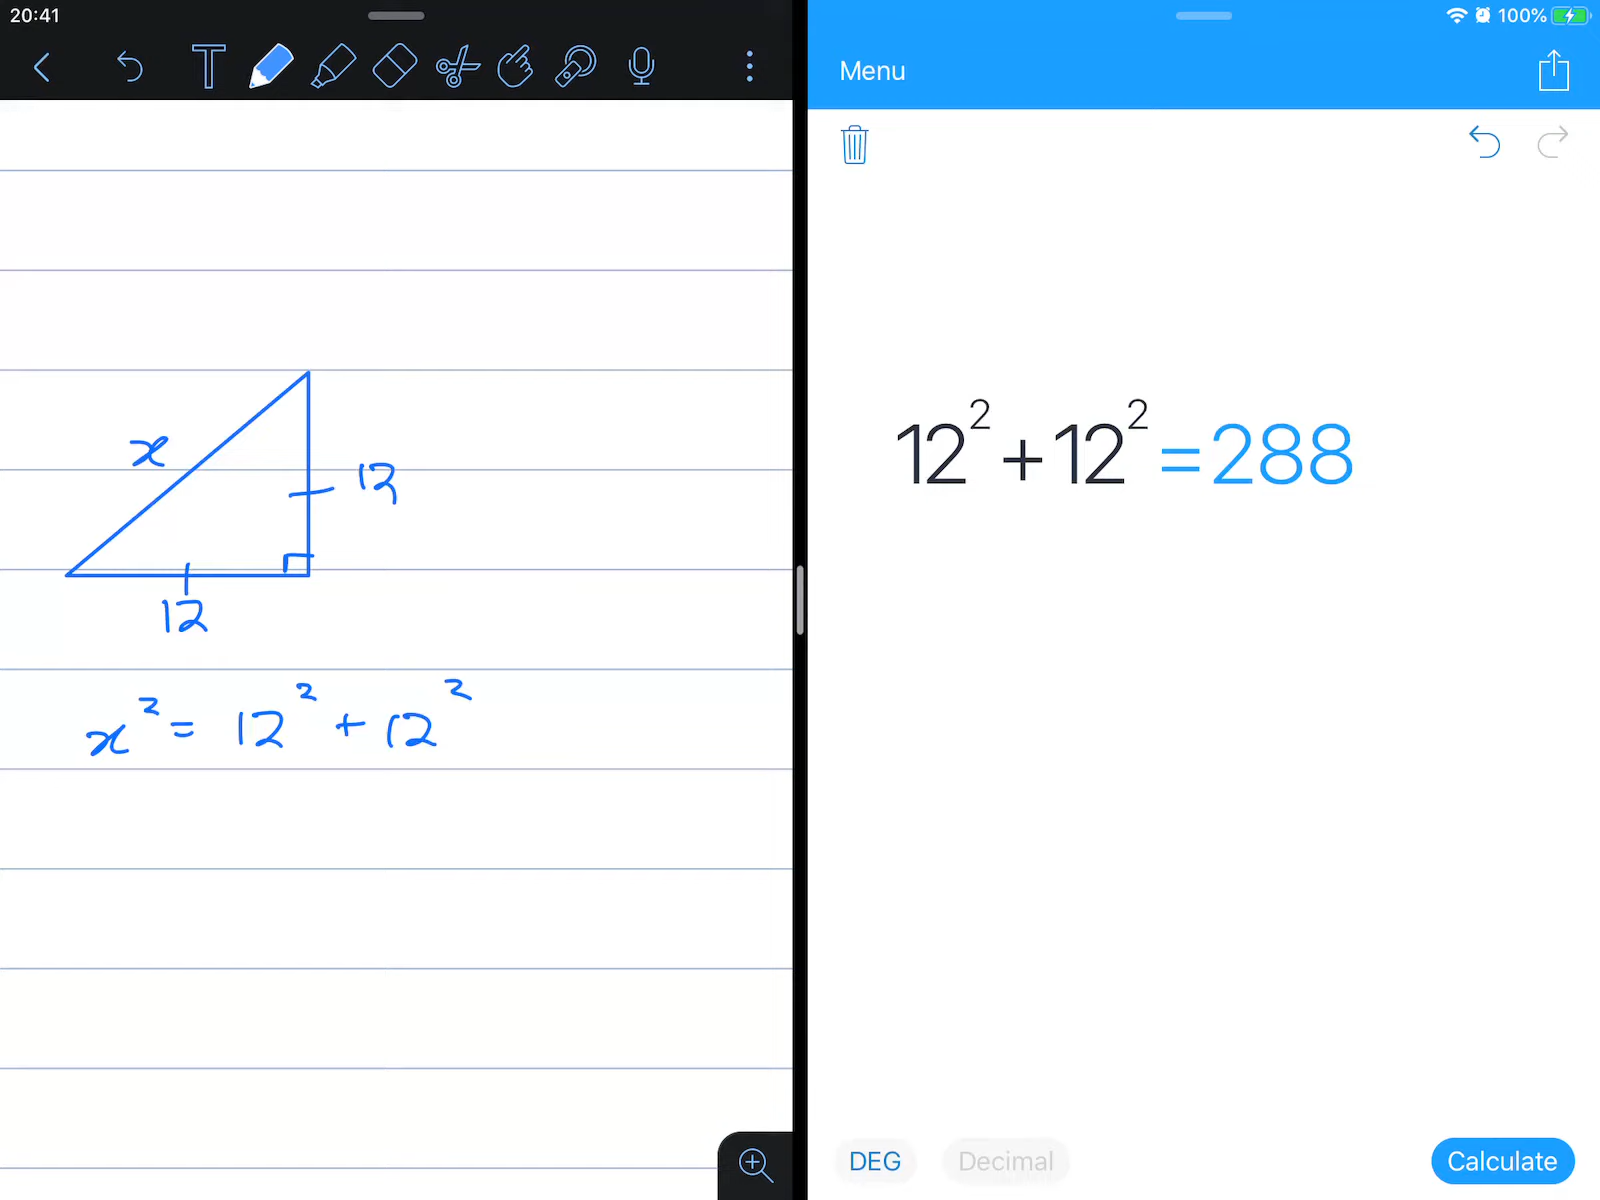 20:41
100%
Menu
x
12
12
x² = 12² + 12²
12² + 12² = 288
DEG
Decimal
Calculate